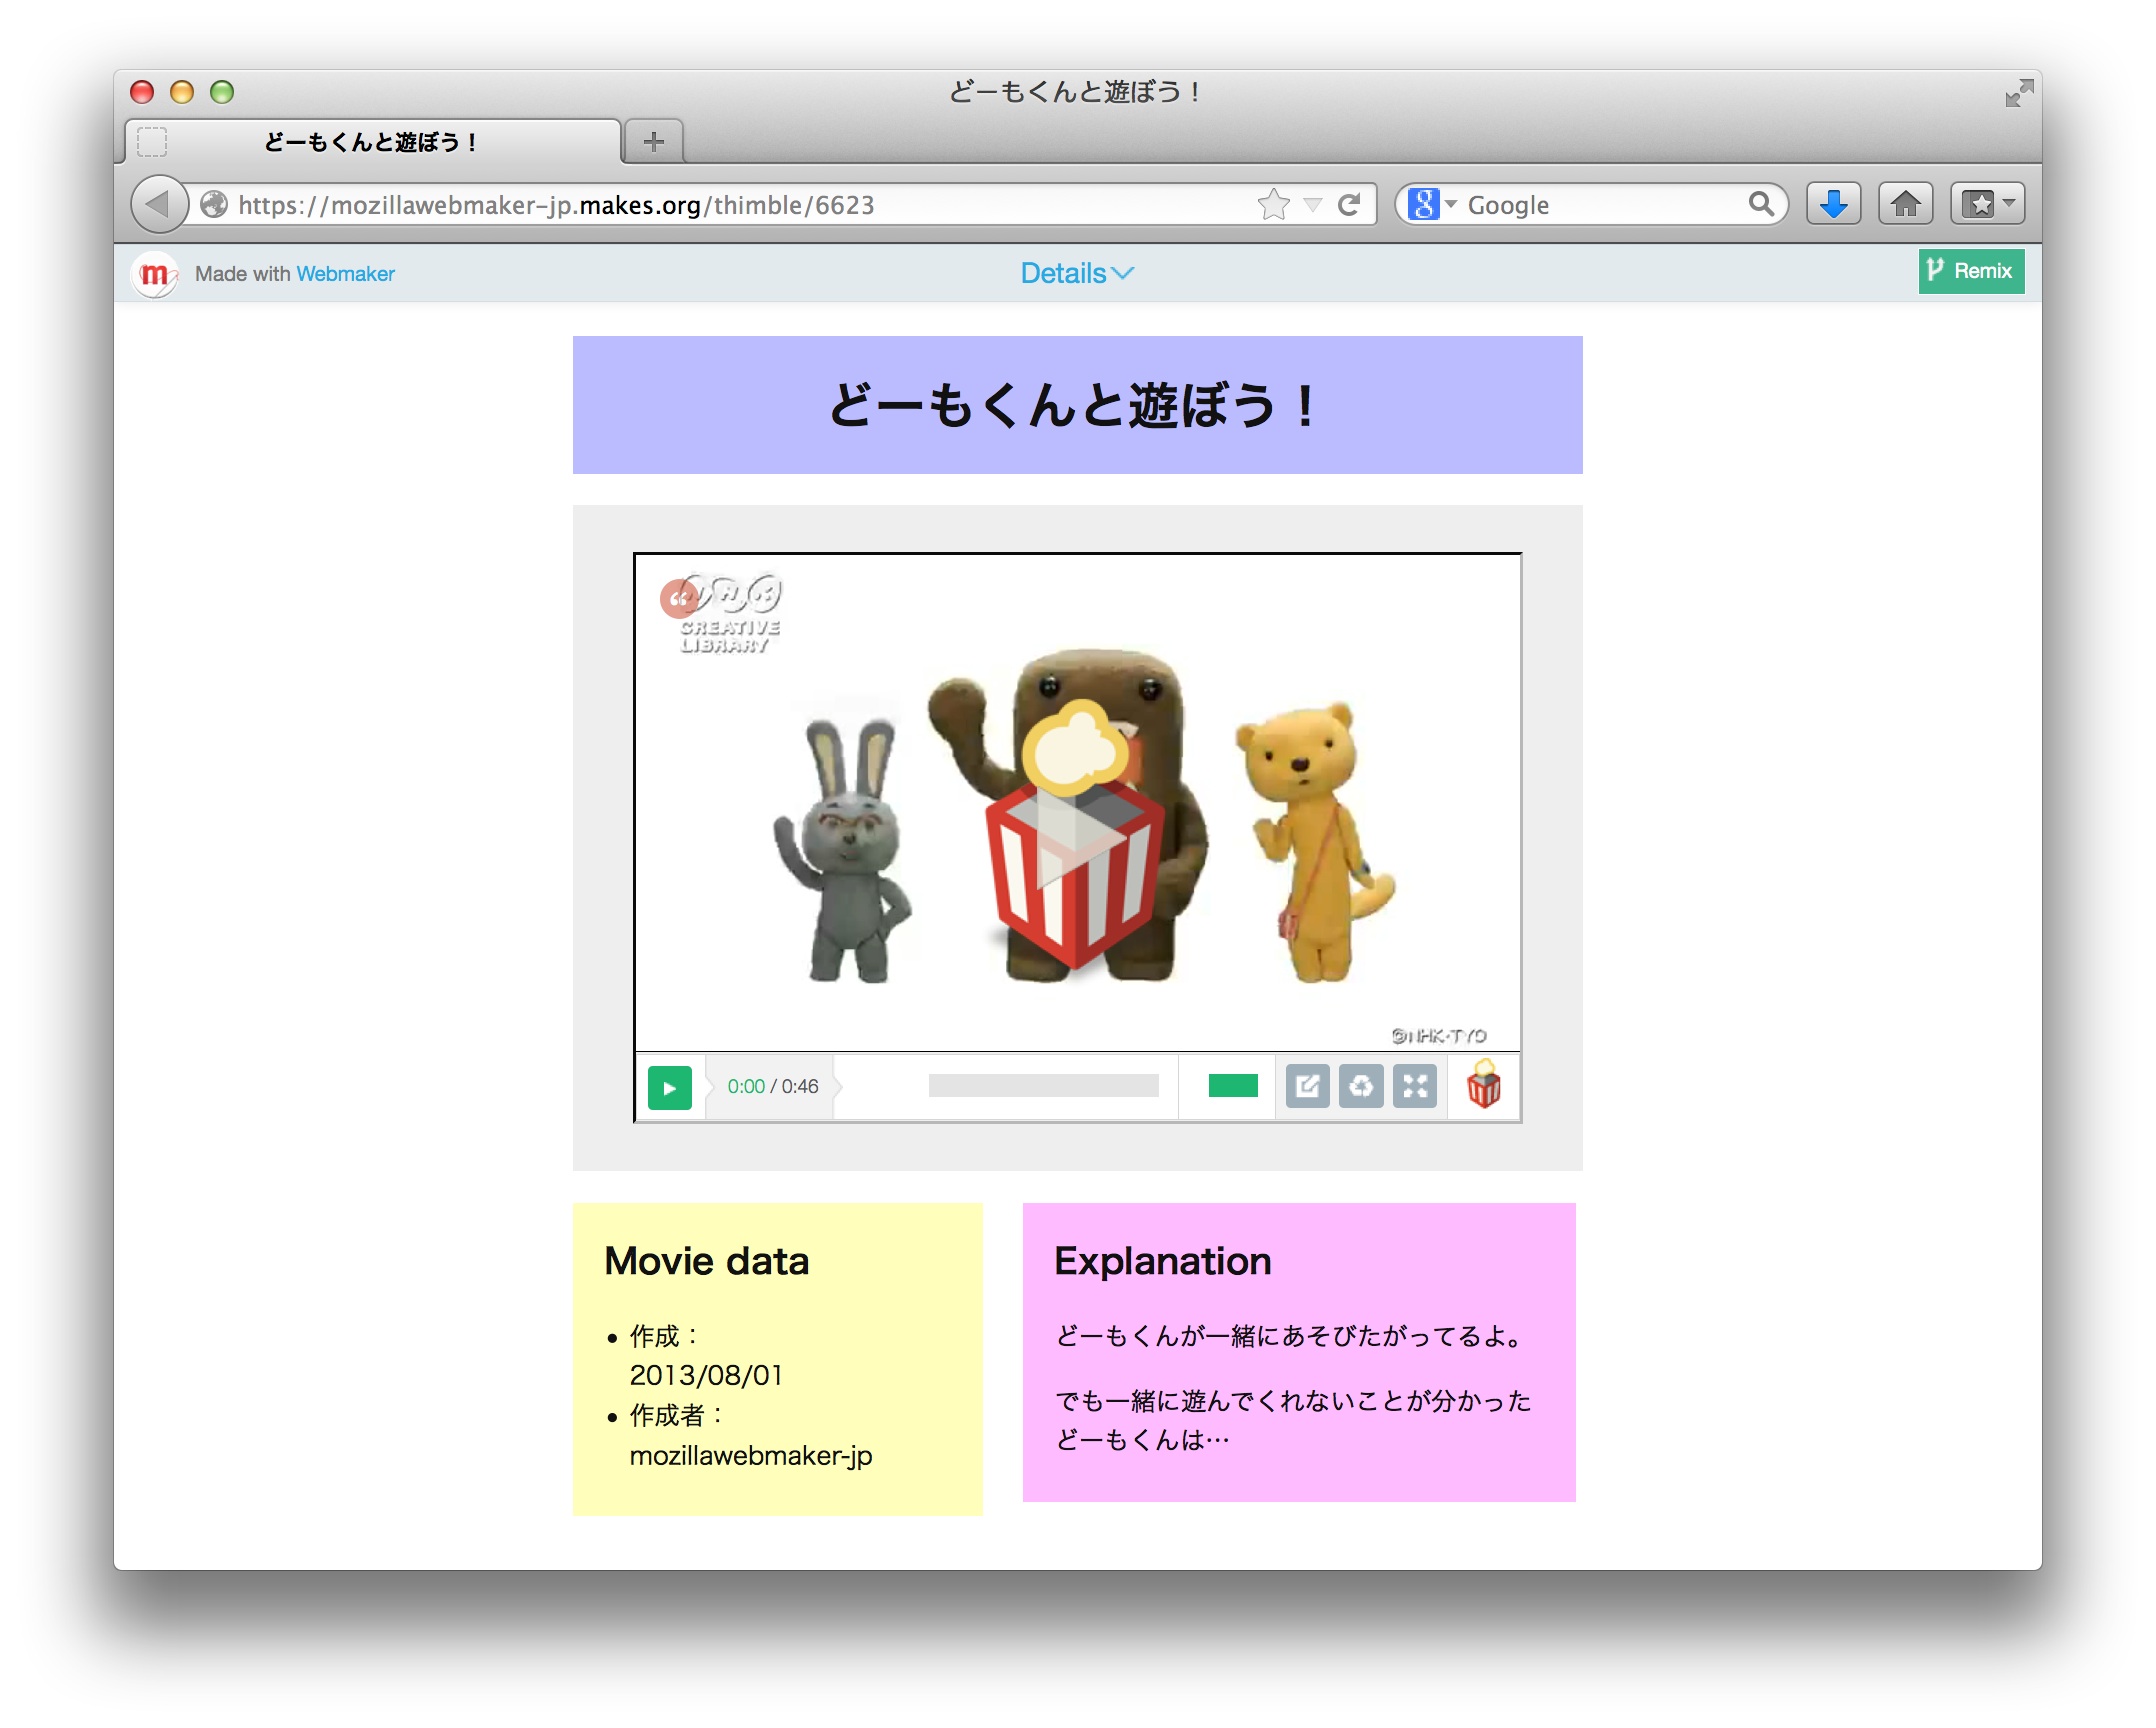 どーもくんと遊ぼう！
どーもくんと遊ぼう！
https://mozillawebmaker-jp.makes.org/thimble/6623
Google
Made with Webmaker
Details
Remix
どーもくんと遊ぼう！
NHK
CREATIVE
LIBRARY
©NHK・TYO
0:00 / 0:46
Movie data
• 作成：
2013/08/01
• 作成者：
mozillawebmaker-jp
Explanation
どーもくんが一緒にあそびたがってるよ。
でも一緒に遊んでくれないことが分かった
どーもくんは…